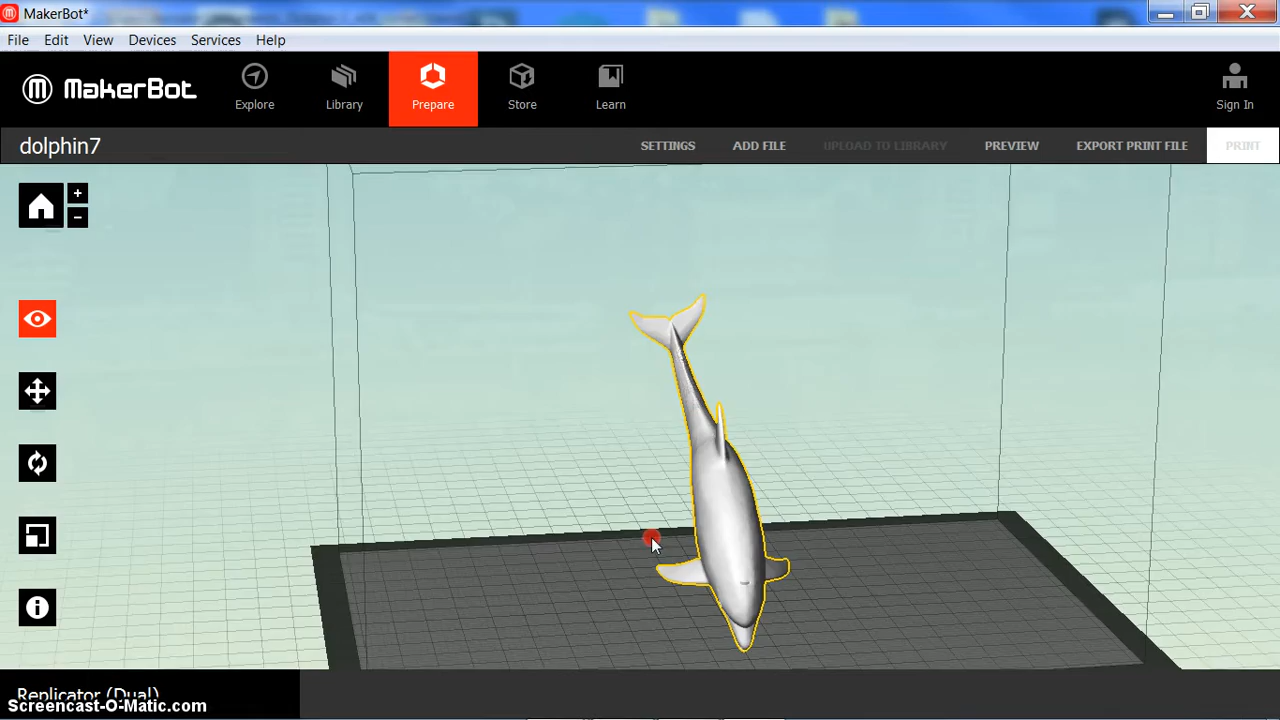 MakerBot*
File Edit View Devices Services Help
MakerBot Explore Library Prepare Store Learn Sign In
dolphin7 SETTINGS ADD FILE UPLOAD TO LIBRARY PREVIEW EXPORT PRINT FILE PRINT
Replicator (Dual)
Screencast-O-Matic.com